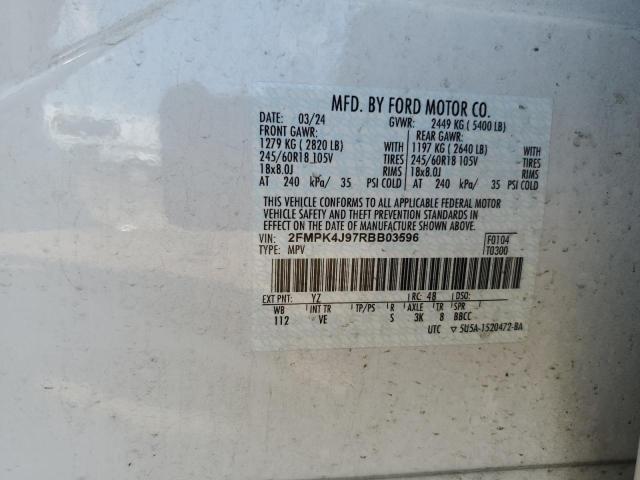 MFD. BY FORD MOTOR CO.
DATE: 03/24 GVWR: 2449 KG ( 5400 LB)
FRONT GAWR: REAR GAWR:
1279 KG ( 2820 LB) WITH 1197 KG ( 2640 LB) WITH
245/60R18 105V TIRES 245/60R18 105V TIRES
18x8.0J RIMS 18x8.0J RIMS
AT 240 kPa/ 35 PSI COLD AT 240 kPa/ 35 PSI COLD
THIS VEHICLE CONFORMS TO ALL APPLICABLE FEDERAL MOTOR
VEHICLE SAFETY AND THEFT PREVENTION STANDARDS IN
EFFECT ON THE DATE OF MANUFACTURE SHOWN ABOVE.
VIN: 2FMPK4J97RBB03596 F0104
TYPE: MPV T0300
EXT PNT: YZ RC: 48 DSO:
WB INT TR TP/PS R AXLE TR SPR
112 VE S 3K 8 BBCC
UTC ▽ 5U5A-1520472-BA